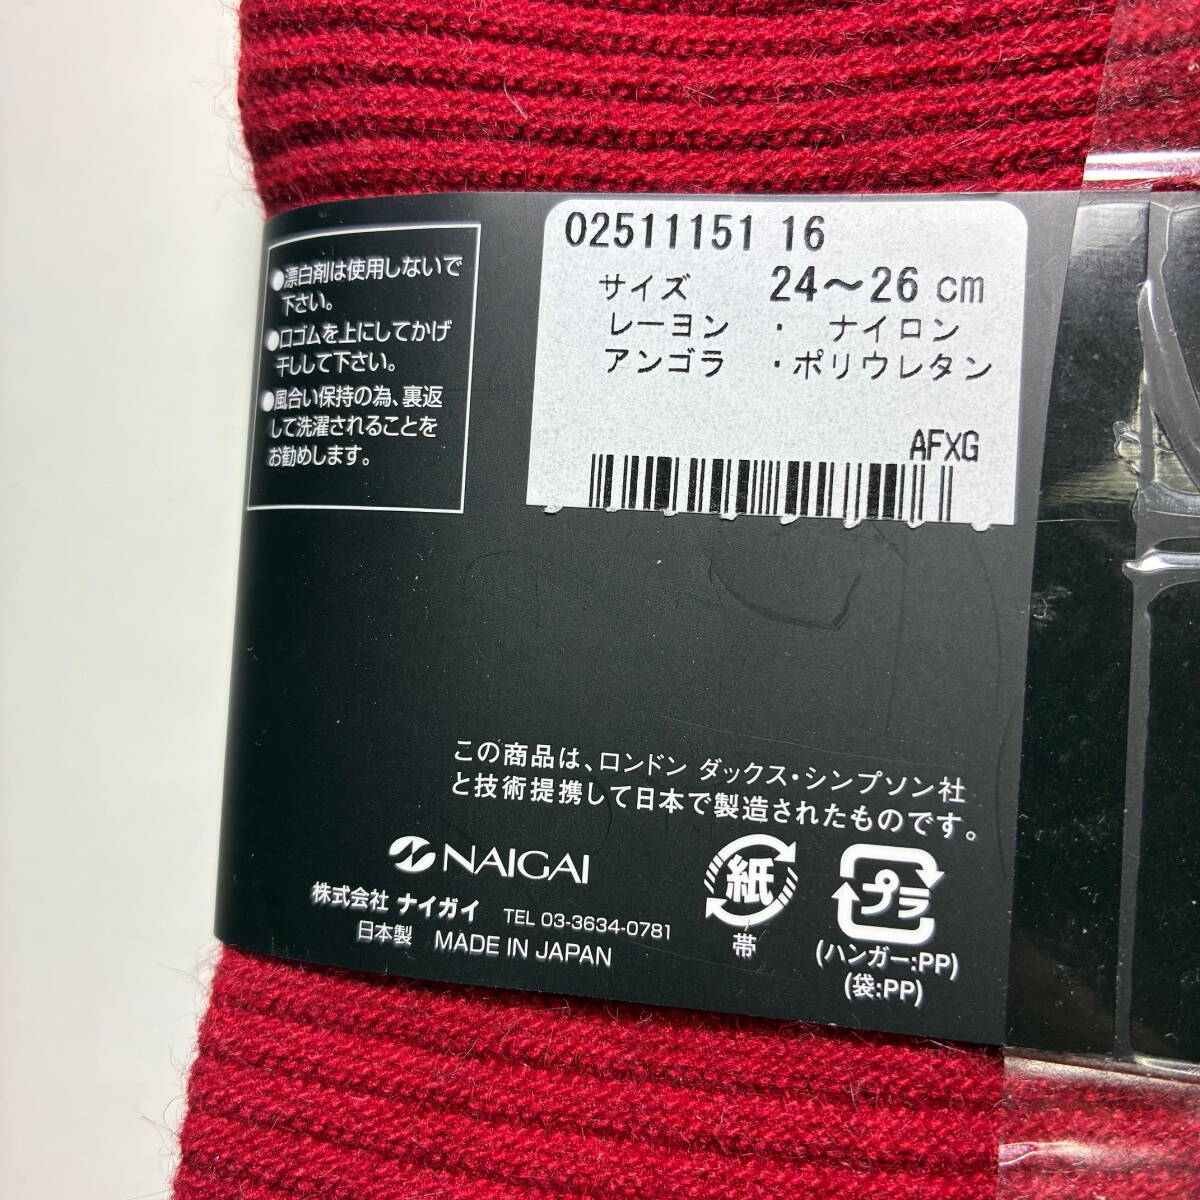 ●漂白剤は使用しないで
下さい。
●口ゴムを上にしてかげ
干しして下さい。
●風合い保持の為、裏返
して洗濯されることを
お勧めします。
02511151 16
サイズ 24～26 cm
レーヨン ・ ナイロン
アンゴラ ・ポリウレタン
AFXG
この商品は、ロンドン ダックス・シンプソン社
と技術提携して日本で製造されたものです。
NAIGAI
株式会社 ナイガイ TEL 03-3634-0781
日本製 MADE IN JAPAN
紙
帯
プラ
(ハンガー:PP)
(袋:PP)